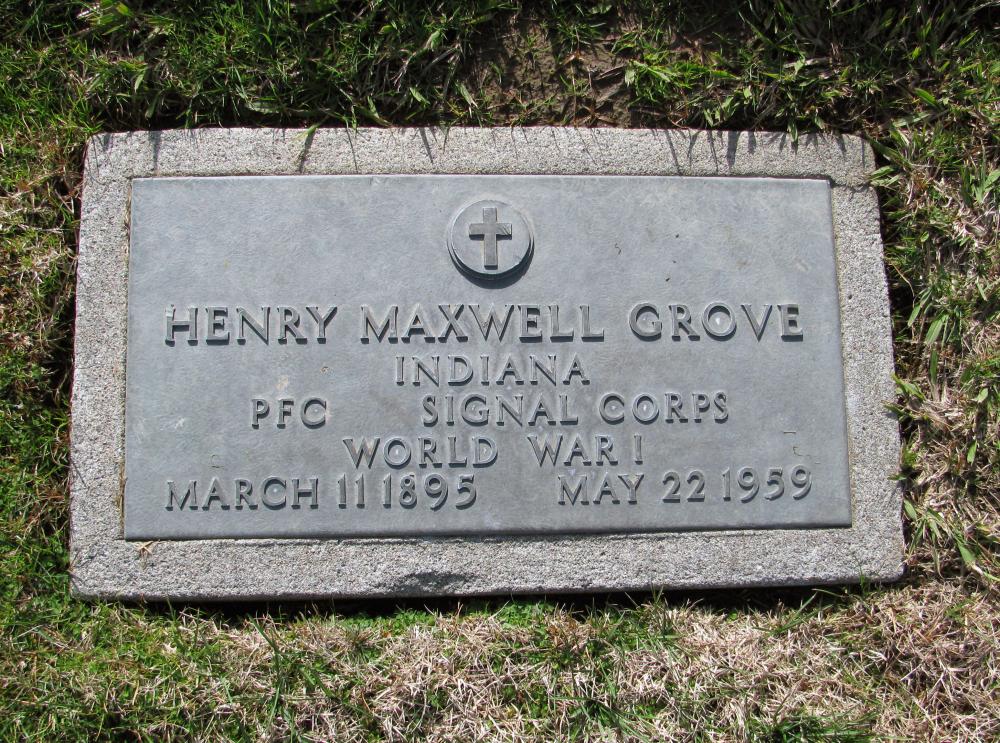 HENRY MAXWELL GROVE
INDIANA
PFC SIGNAL CORPS
WORLD WAR I
MARCH 11 1895 MAY 22 1959